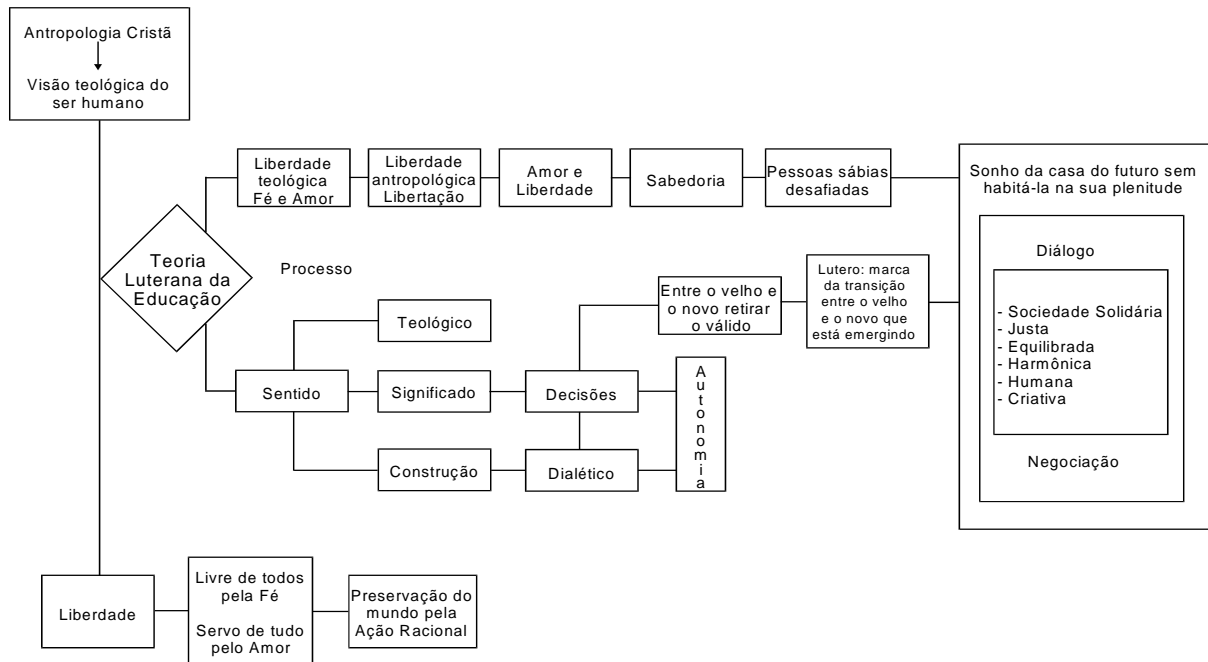 Antropologia Cristã
Visão teológica do
ser humano
Liberdade
teológica
Fé e Amor
Liberdade
antropológica
Libertação
Amor e
Liberdade
Sabedoria
Pessoas sábias
desafiadas
Sonho da casa do futuro sem
habitá-la na sua plenitude
Diálogo
- Sociedade Solidária
- Justa
- Equilibrada
- Harmônica
- Humana
- Criativa
Negociação
Teoria
Luterana da
Educação
Processo
Entre o velho e
o novo retirar
o válido
Lutero: marca
da transição
entre o velho
e o novo que
está emergindo
Teológico
Sentido
Significado
Decisões
Construção
Dialético
A
u
t
o
n
o
m
i
a
Liberdade
Livre de todos
pela Fé
Servo de tudo
pelo Amor
Preservação do
mundo pela
Ação Racional